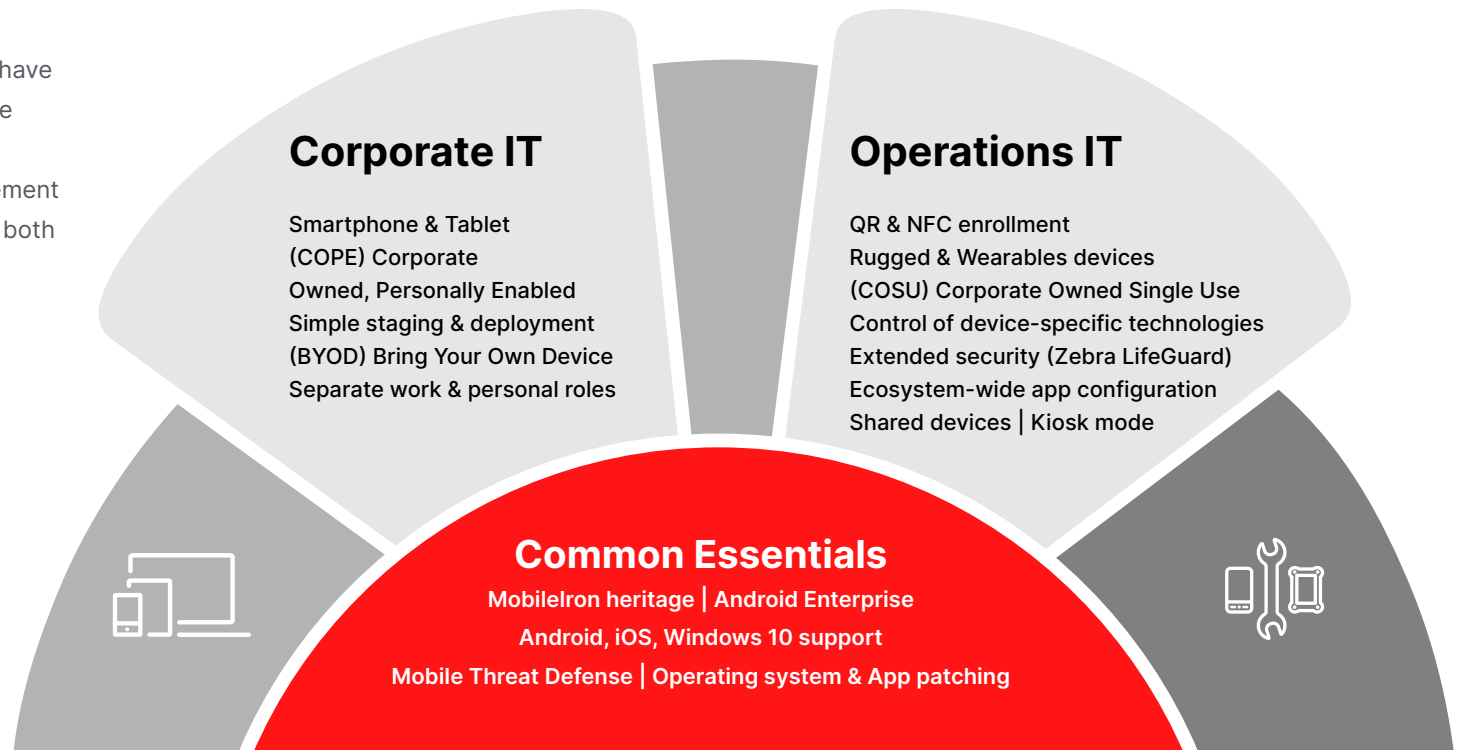 have
e
ement
both
Corporate IT
Smartphone & Tablet
(COPE) Corporate
Owned, Personally Enabled
Simple staging & deployment
(BYOD) Bring Your Own Device
Separate work & personal roles
Operations IT
QR & NFC enrollment
Rugged & Wearables devices
(COSU) Corporate Owned Single Use
Control of device-specific technologies
Extended security (Zebra LifeGuard)
Ecosystem-wide app configuration
Shared devices | Kiosk mode
Common Essentials
MobileIron heritage | Android Enterprise
Android, iOS, Windows 10 support
Mobile Threat Defense | Operating system & App patching